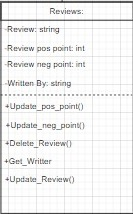 Reviews:
-Review: string
-Review pos point: int
-Review neg point: int
-Written By: string
+Update_pos_point()
+Update_neg_point()
+Delete_Review()
+Get_Writter
+Update_Review()